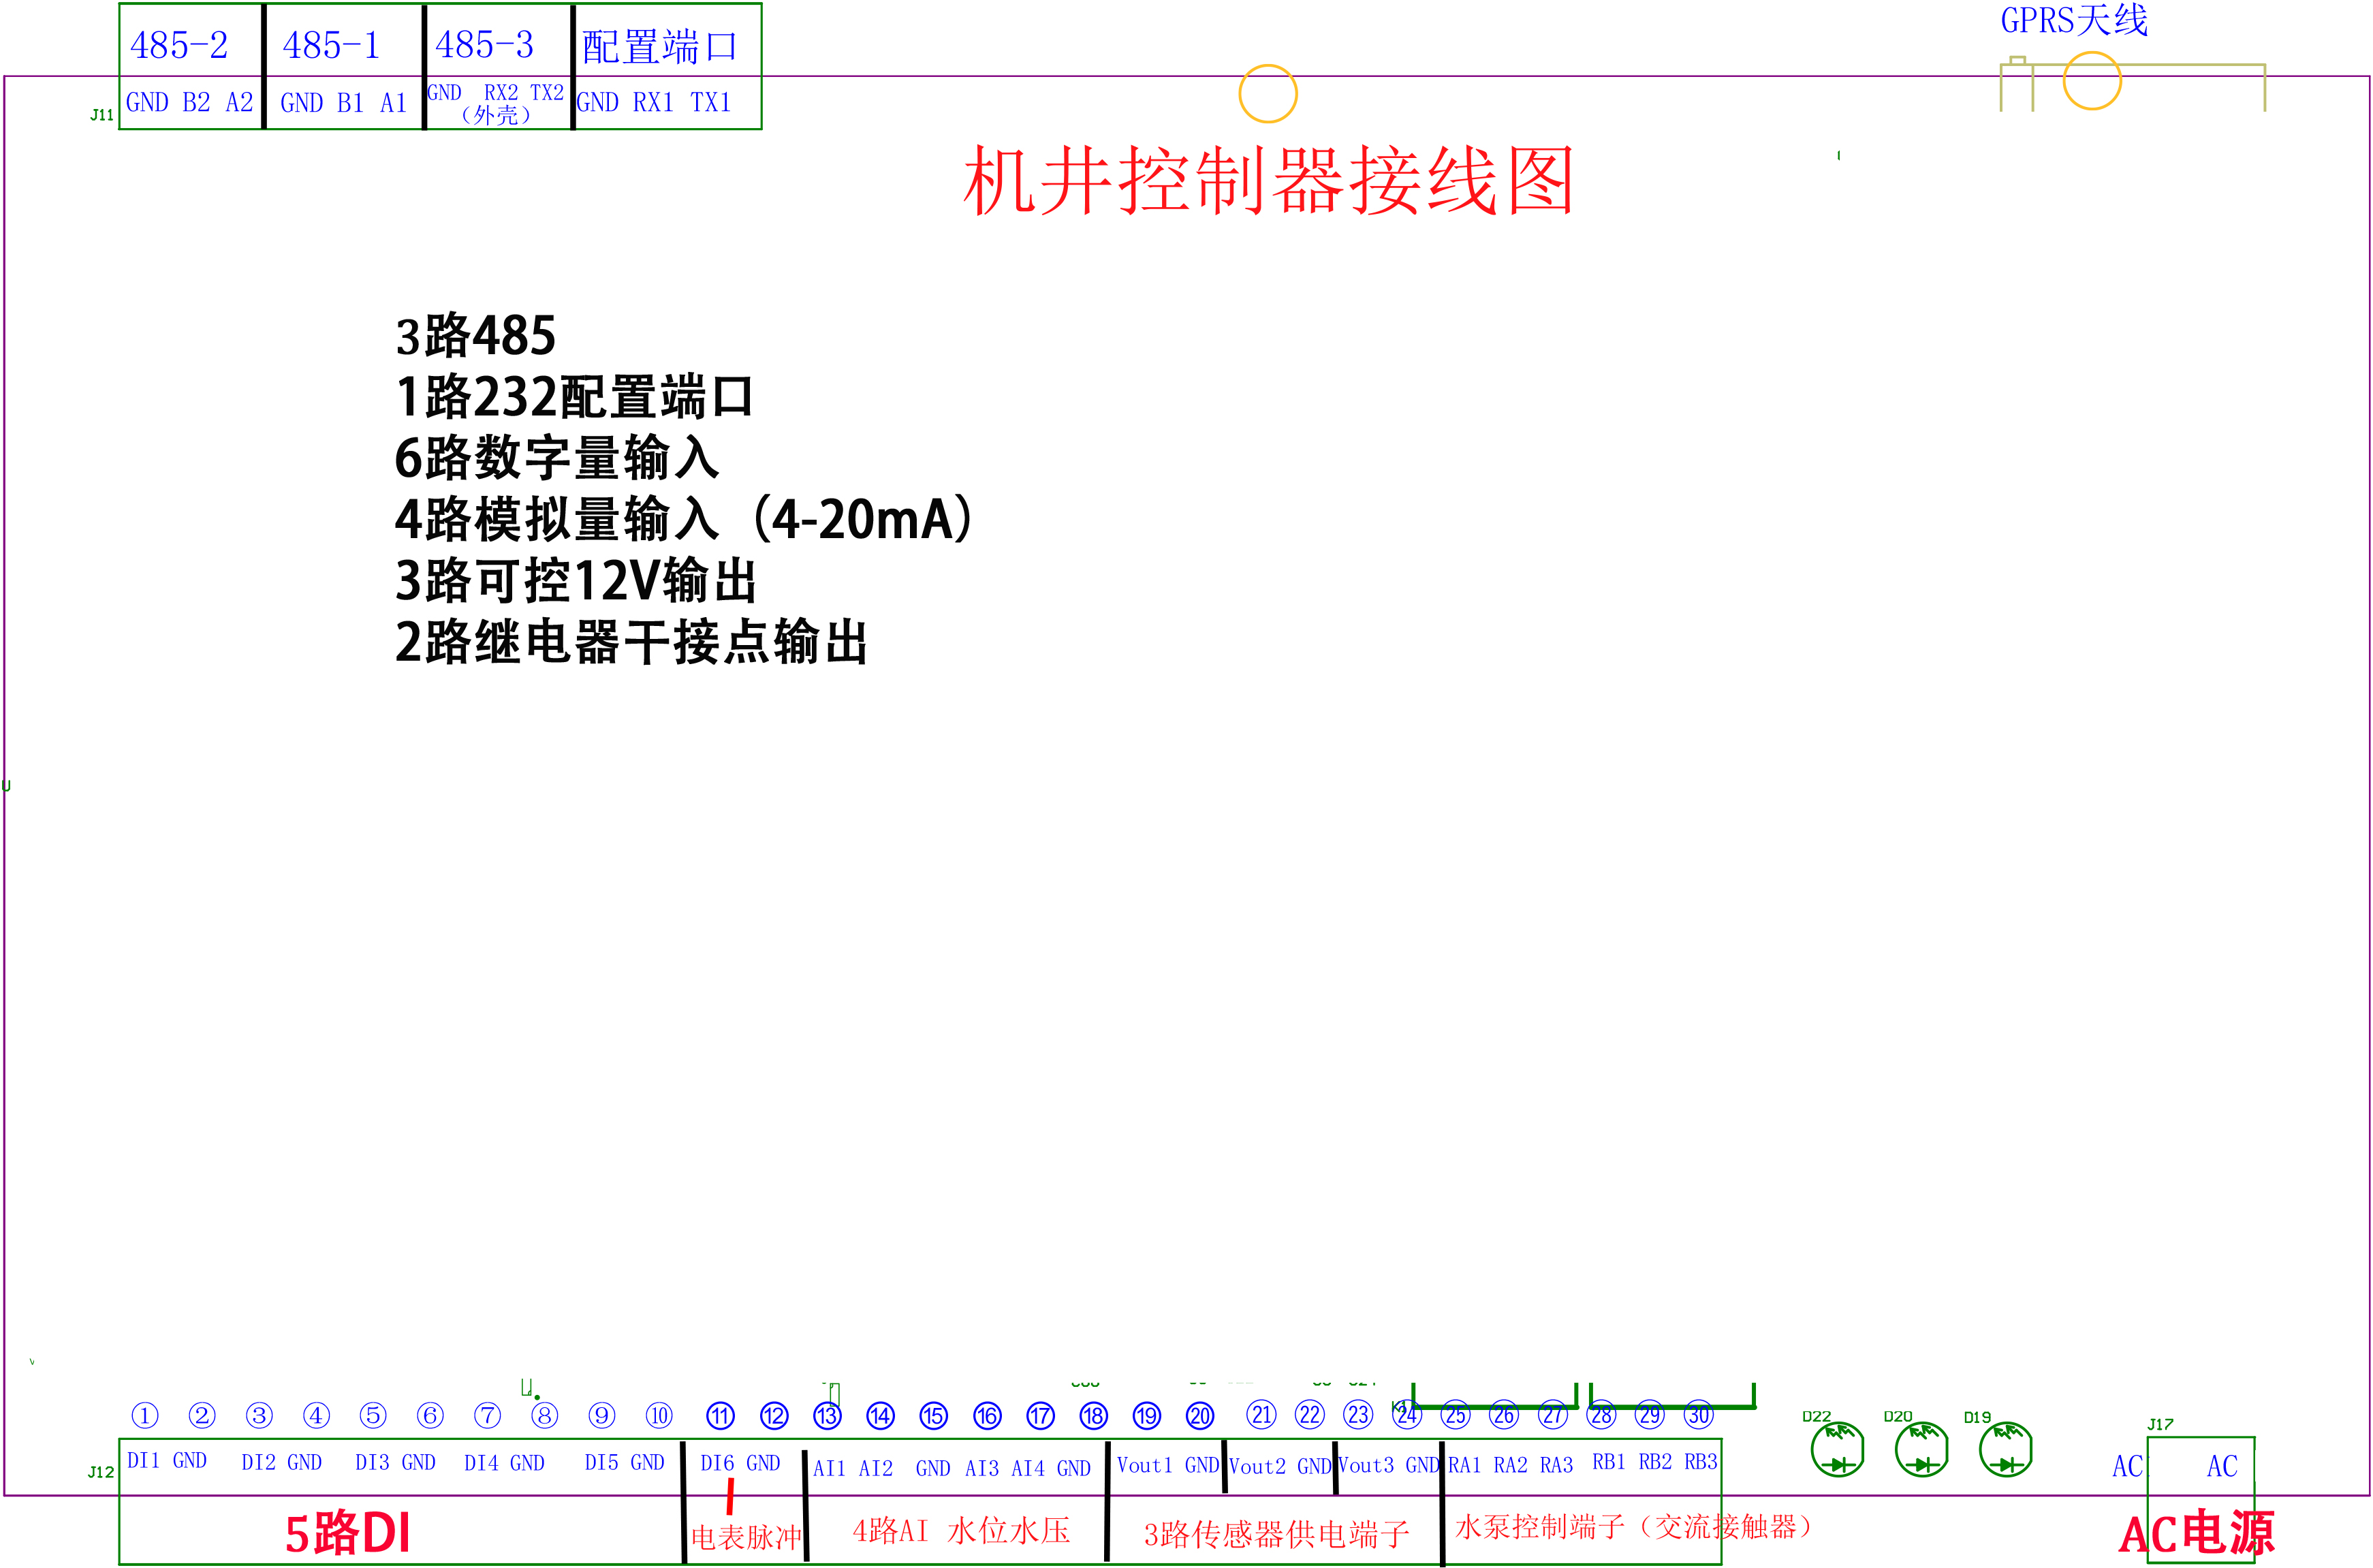 GPRS天线
485-2 485-1 485-3 配置端口
J11 GND B2 A2 GND B1 A1 GND RX2 TX2 GND RX1 TX1
（外壳）
机井控制器接线图
3路485
1路232配置端口
6路数字量输入
4路模拟量输入（4-20mA）
3路可控12V输出
2路继电器干接点输出
U
K1
① ② ③ ④ ⑤ ⑥ ⑦ ⑧ ⑨ ⑩ ⑪ ⑫ ⑬ ⑭ ⑮ ⑯ ⑰ ⑱ ⑲ ⑳ ㉑ ㉒ ㉓ ㉔ ㉕ ㉖ ㉗ ㉘ ㉙ ㉚
D22 D20 D19 J17
J12 DI1 GND DI2 GND DI3 GND DI4 GND DI5 GND DI6 GND AI1 AI2 GND AI3 AI4 GND Vout1 GND Vout2 GND Vout3 GND RA1 RA2 RA3 RB1 RB2 RB3 AC AC
5路DI 电表脉冲 4路AI 水位水压 3路传感器供电端子 水泵控制端子（交流接触器） AC电源